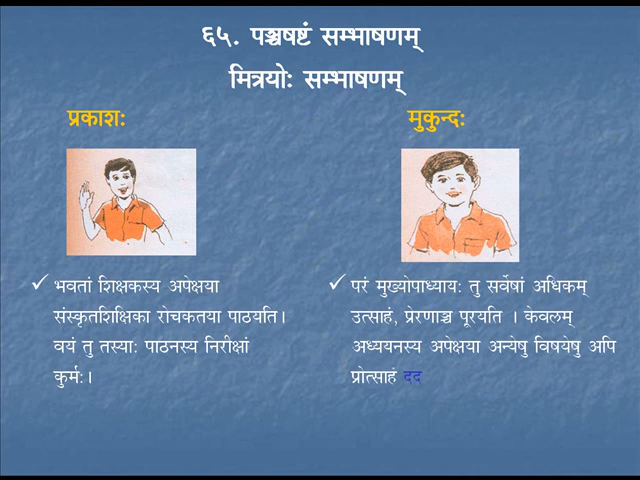 ६५. पञ्चषष्टं सम्भाषणम्
मित्रयोः सम्भाषणम्
प्रकाशः
मुकुन्दः
भवतां शिक्षकस्य अपेक्षया
संस्कृतशिक्षिका रोचकतया पाठयति।
वयं तु तस्याः पाठनस्य निरीक्षां
कुर्मः।
परं मुख्योपाध्यायः तु सर्वेषां अधिकम्
उत्साहं, प्रेरणाञ्च पूरयति । केवलम्
अध्ययनस्य अपेक्षया अन्येषु विषयेषु अपि
प्रोत्साहं दद